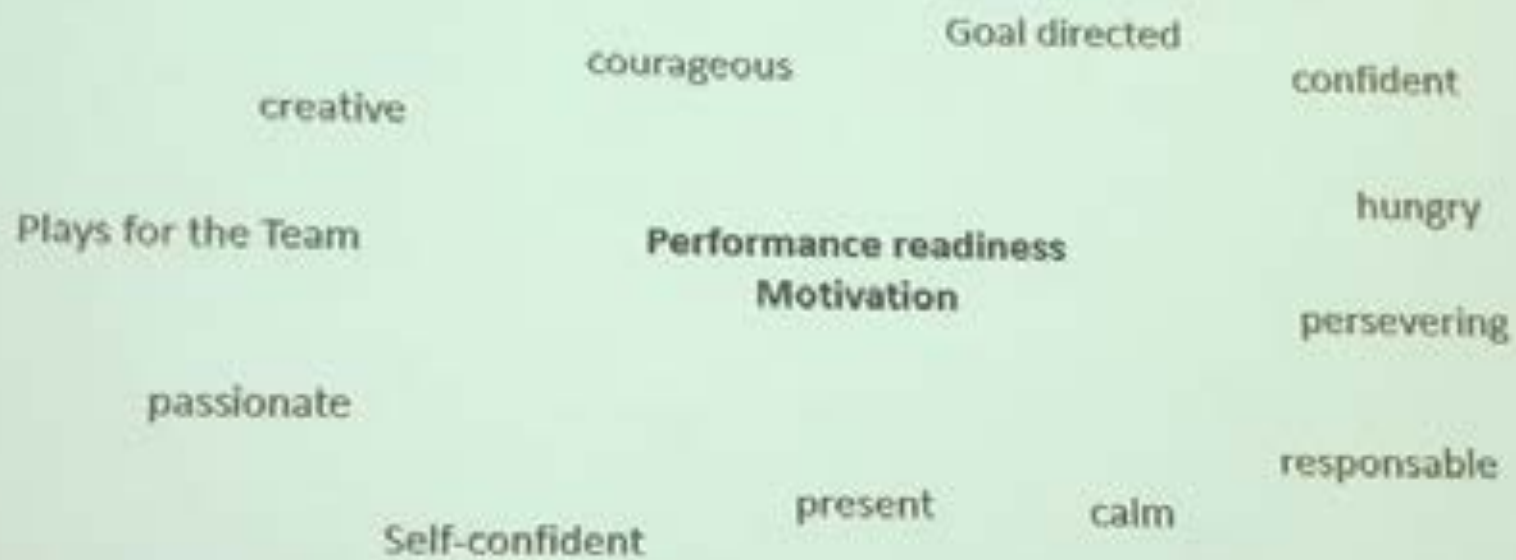 Goal directed
courageous
confident
creative
hungry
Plays for the Team
Performance readiness
Motivation
persevering
passionate
responsable
present
calm
Self-confident